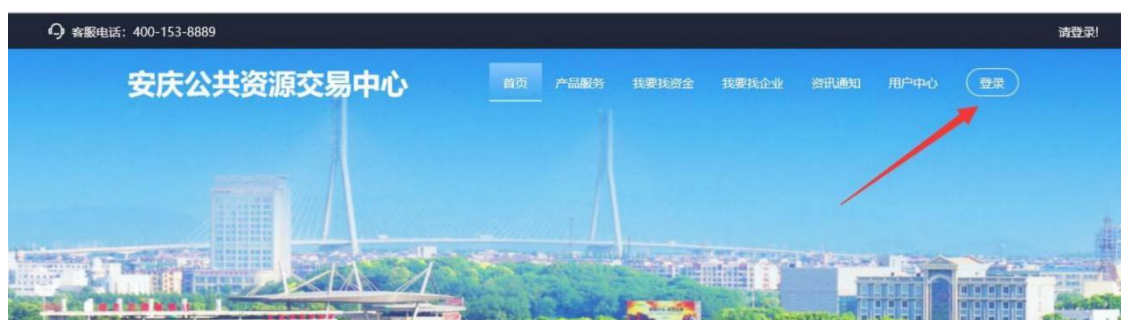 客服电话：400-153-8889
请登录!
安庆公共资源交易中心
首页 产品服务 我要找资金 我要找企业 资讯通知 用户中心 登录